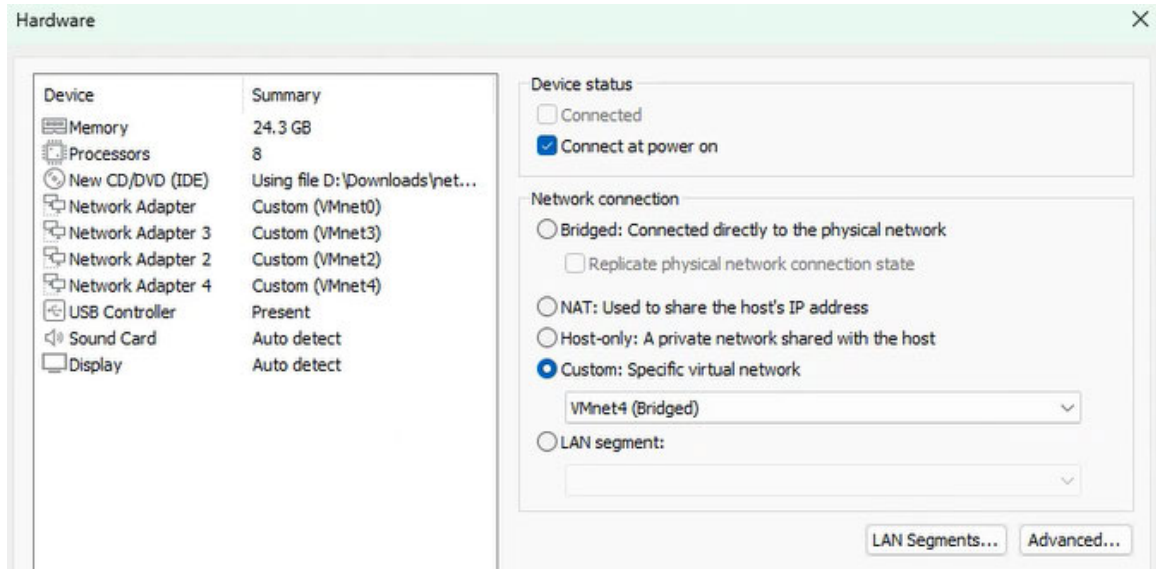 Hardware
Device Summary
Memory 24.3 GB
Processors 8
New CD/DVD (IDE) Using file D:\Downloads\net...
Network Adapter Custom (VMnet0)
Network Adapter 3 Custom (VMnet3)
Network Adapter 2 Custom (VMnet2)
Network Adapter 4 Custom (VMnet4)
USB Controller Present
Sound Card Auto detect
Display Auto detect
Device status
Connected
Connect at power on
Network connection
Bridged: Connected directly to the physical network
Replicate physical network connection state
NAT: Used to share the host's IP address
Host-only: A private network shared with the host
Custom: Specific virtual network
VMnet4 (Bridged)
LAN segment:
LAN Segments... Advanced...